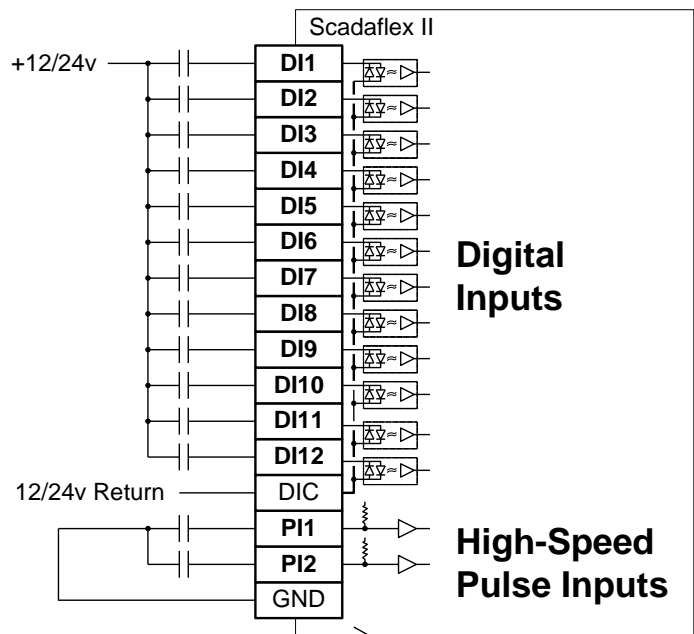 Scadaflex II
+12/24v
DI1
DI2
DI3
DI4
DI5
DI6
DI7
DI8
DI9
DI10
DI11
DI12
12/24v Return
DIC
PI1
PI2
GND
Digital
Inputs
High-Speed
Pulse Inputs